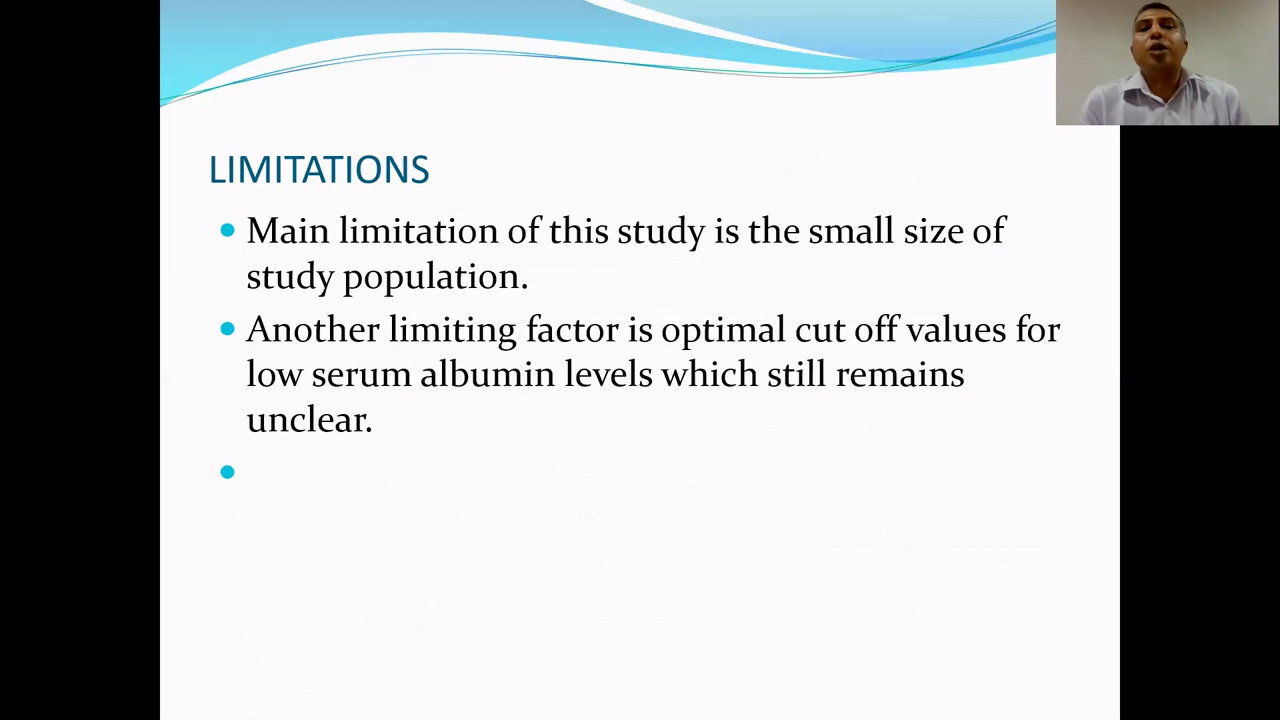 LIMITATIONS
Main limitation of this study is the small size of
study population.
Another limiting factor is optimal cut off values for
low serum albumin levels which still remains
unclear.